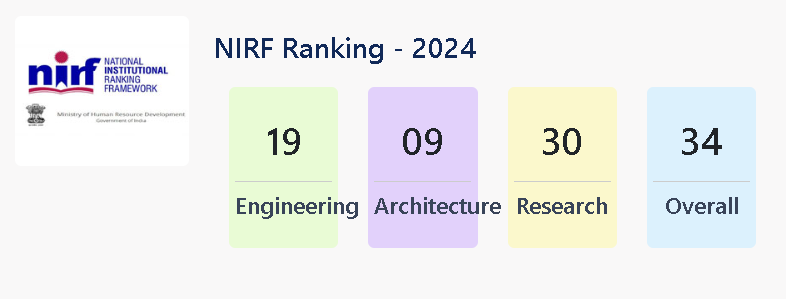 nirf
NATIONAL
INSTITUTIONAL
RANKING
FRAMEWORK
Ministry of Human Resource Development
Government of India
NIRF Ranking - 2024
19
Engineering
09
Architecture
30
Research
34
Overall